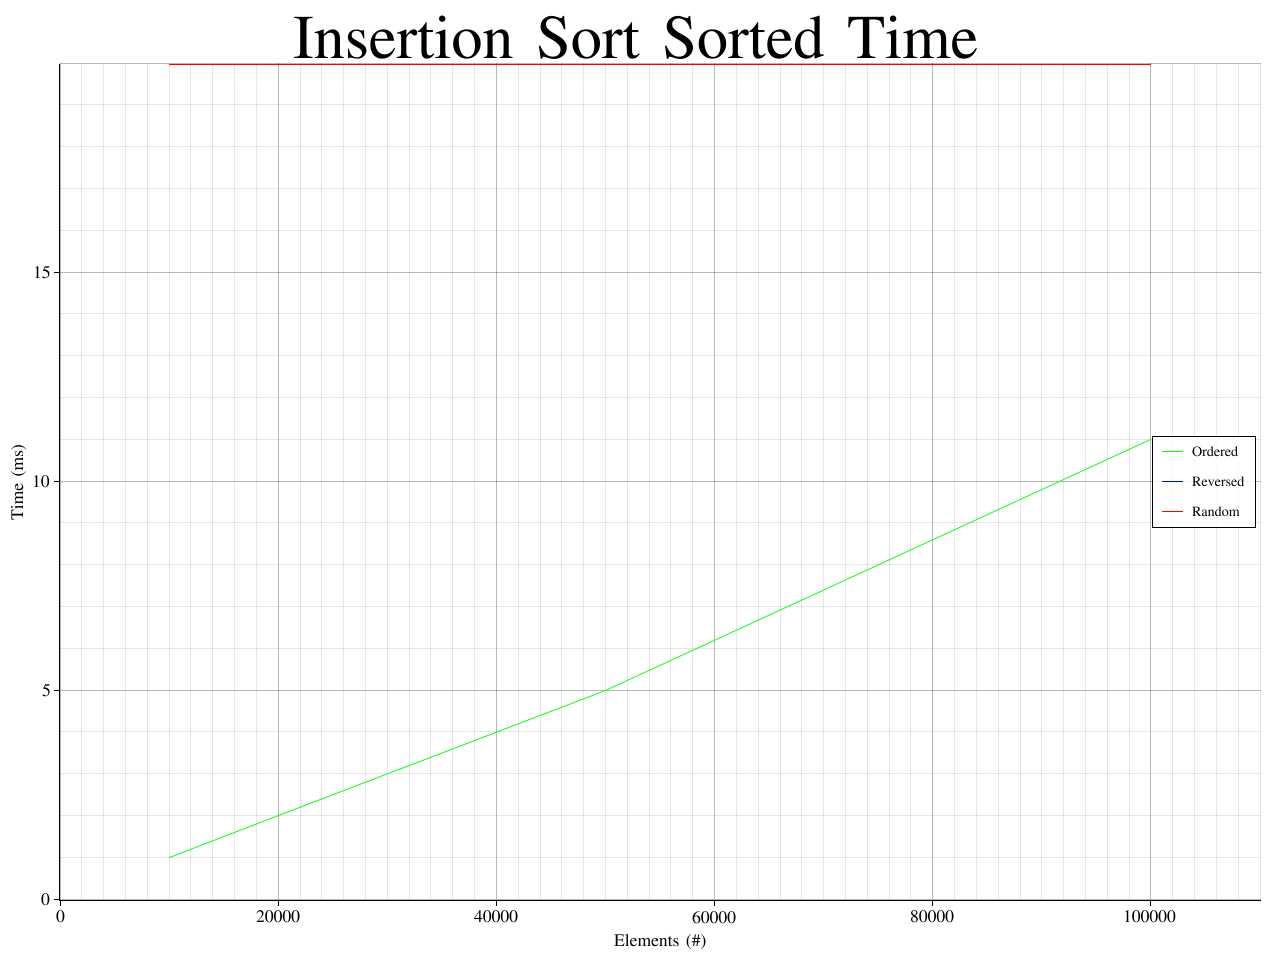 Insertion Sort Sorted Time
15
10
5
0
Time (ms)
Ordered
Reversed
Random
0 20000 40000 60000 80000 100000
Elements (#)